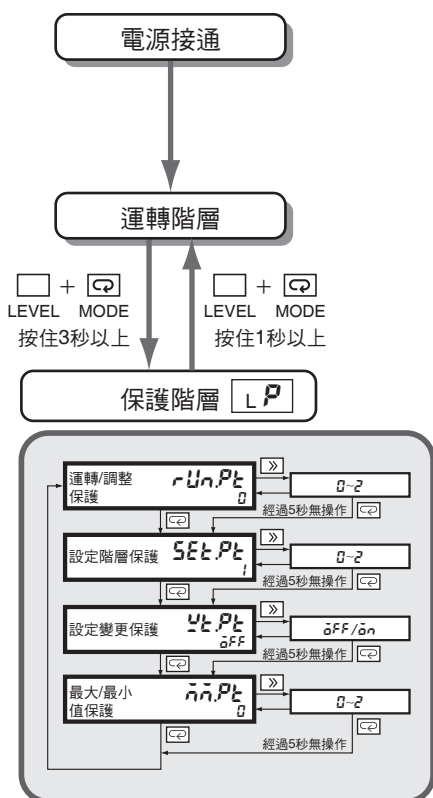 電源接通
運轉階層
+
LEVEL MODE
按住3秒以上
+
LEVEL MODE
按住1秒以上
保護階層 LP
運轉/調整
保護
rUn.Pt
0
0~2
經過5秒無操作
設定階層保護
SEt.Pt
1
0~2
經過5秒無操作
設定變更保護
Wt.Pt
oFF
oFF/on
經過5秒無操作
最大/最小
值保護
mm.Pt
0
0~2
經過5秒無操作